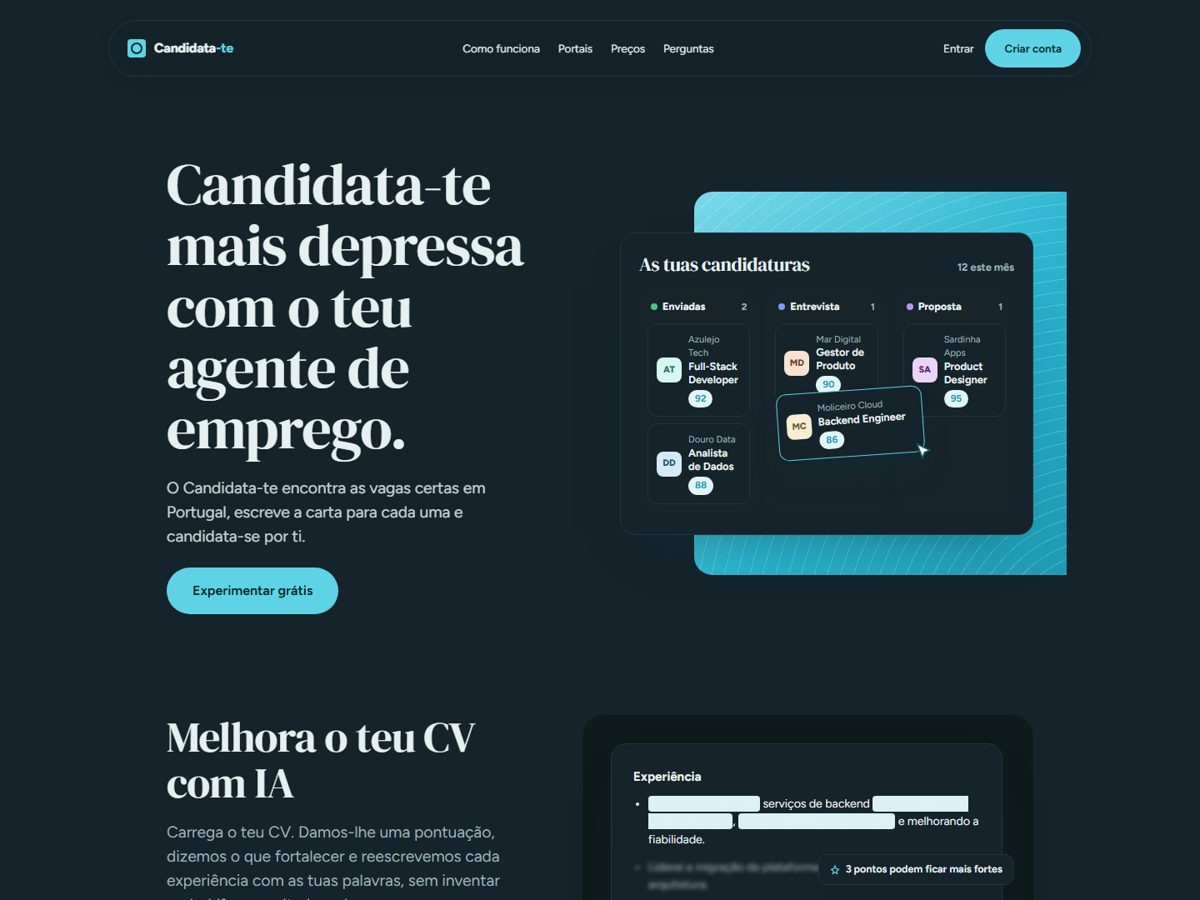 Candidata-te
Como funciona
Portais
Preços
Perguntas
Entrar
Criar conta
Candidata-te
mais depressa
com o teu
agente de
emprego.
O Candidata-te encontra as vagas certas em
Portugal, escreve a carta para cada uma e
candidata-se por ti.
Experimentar grátis
As tuas candidaturas
12 este mês
Enviadas 2
Azulejo
Tech
AT
Full-Stack
Developer
92
DD
Douro Data
Analista
de Dados
88
Entrevista 1
Mar Digital
MD
Gestor de
Produto
90
Moliceiro Cloud
MC
Backend Engineer
86
Proposta 1
Sardinha
Apps
SA
Product
Designer
95
Melhora o teu CV
com IA
Carrega o teu CV. Damos-lhe uma pontuação,
dizemos o que fortalecer e reescrevemos cada
experiência com as tuas palavras, sem inventar
Experiência
serviços de backend
, e melhorando a
fiabilidade.
3 pontos podem ficar mais fortes